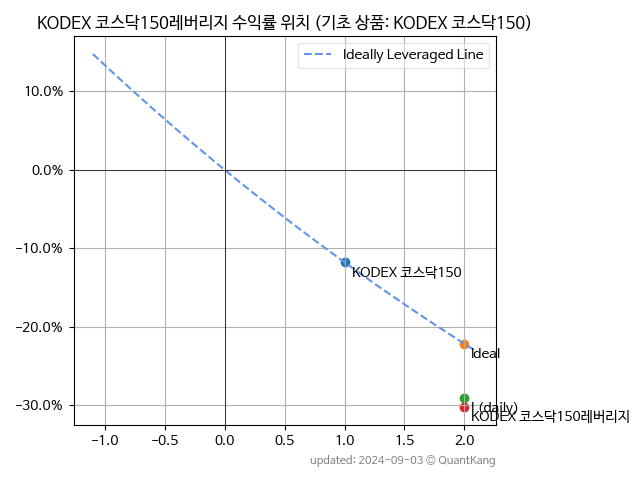 KODEX 코스닥150레버리지 수익률 위치 (기초 상품: KODEX 코스닥150)
Ideally Leveraged Line
10.0%
0.0%
−10.0%
KODEX 코스닥150
−20.0%
Ideal
−30.0%
(daily)
KODEX 코스닥150레버리지
−1.0 −0.5 0.0 0.5 1.0 1.5 2.0
updated: 2024-09-03 © QuantKang